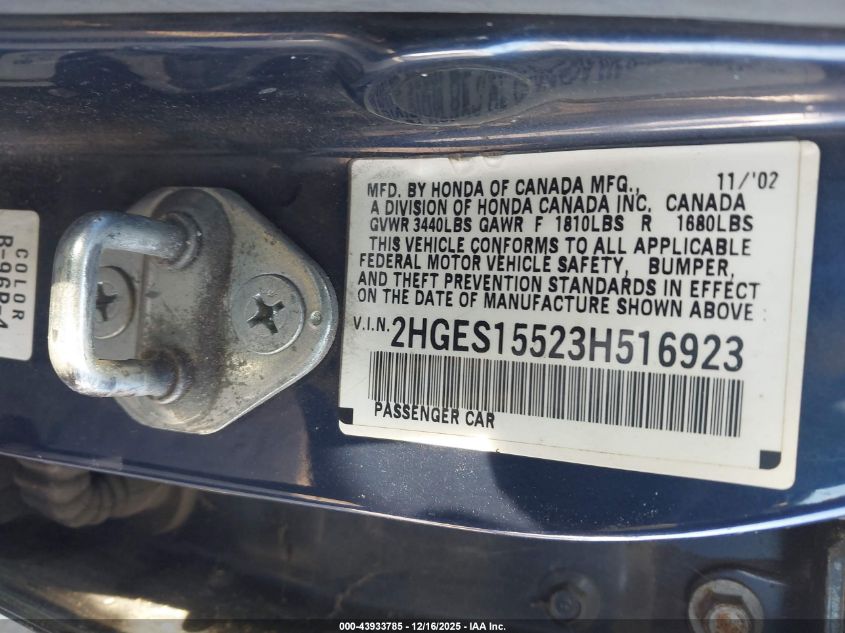 COLOR
R-96P-4
11/'02
MFD. BY HONDA OF CANADA MFG.,
A DIVISION OF HONDA CANADA INC, CANADA
GVWR 3440LBS GAWR F 1810LBS R 1680LBS
THIS VEHICLE CONFORMS TO ALL APPLICABLE
FEDERAL MOTOR VEHICLE SAFETY, BUMPER,
AND THEFT PREVENTION STANDARDS IN EFFECT
ON THE DATE OF MANUFACTURE SHOWN ABOVE :
V.I.N. 2HGES15523H516923
PASSENGER CAR
000-43933785 - 12/16/2025 - IAA Inc.